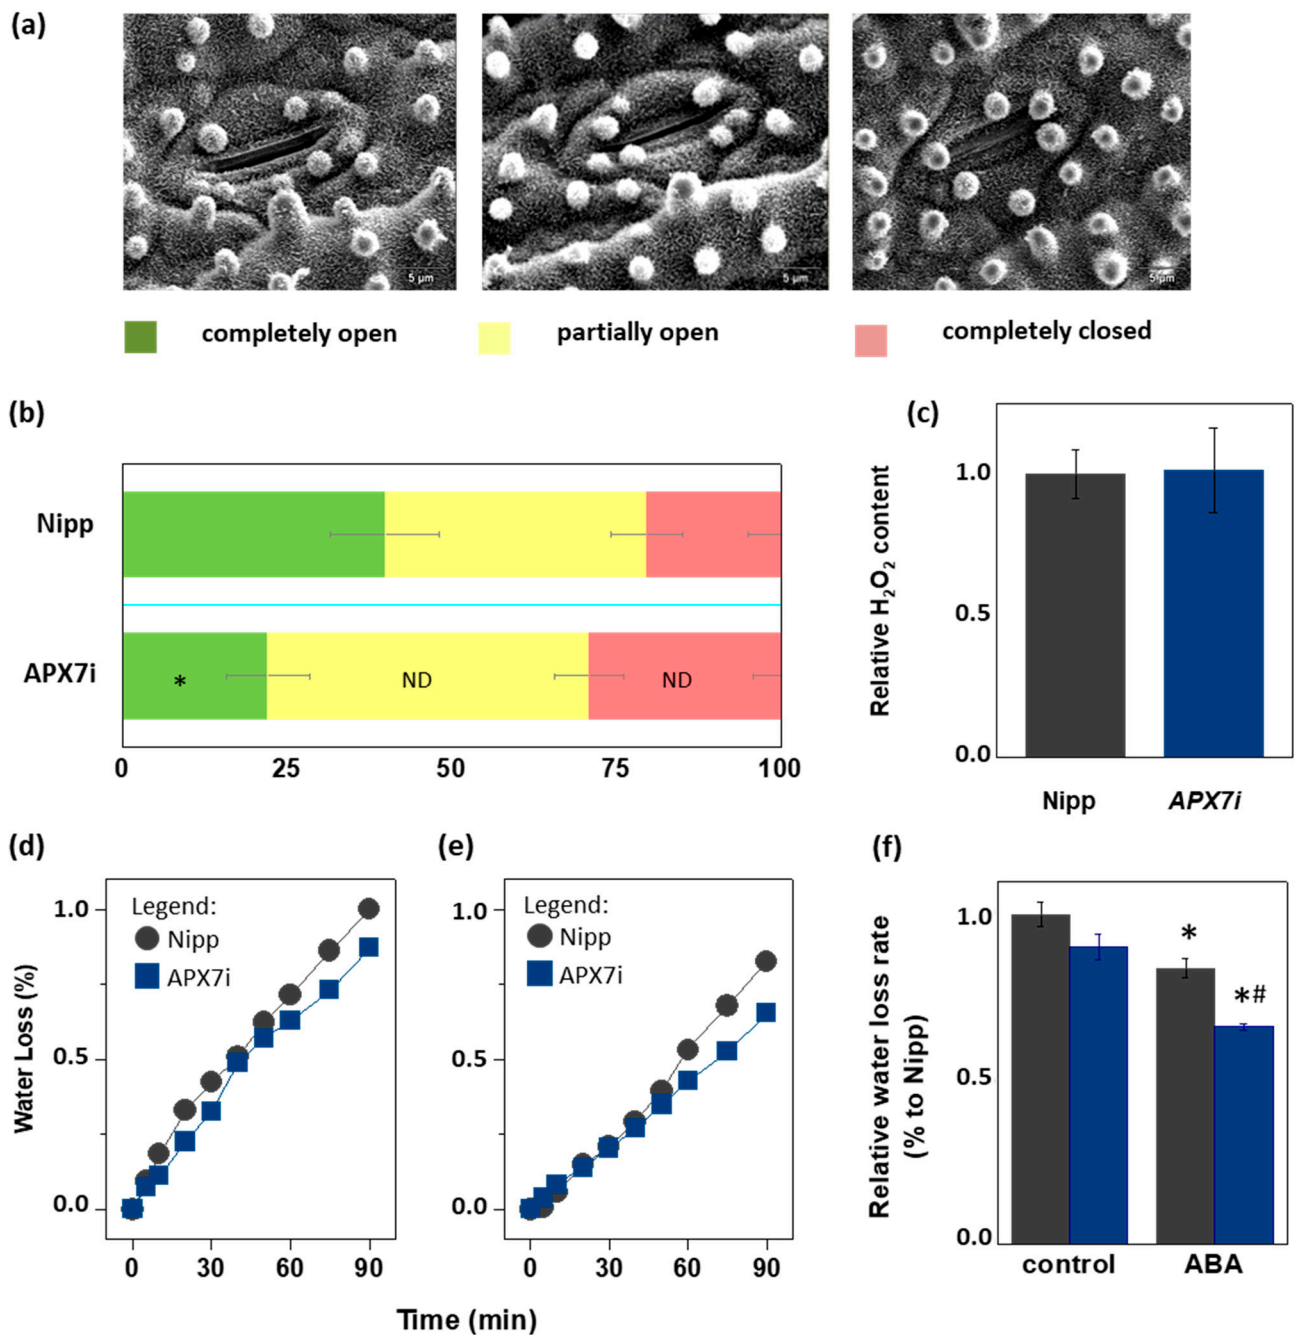 (a)
5 µm
5 µm
5 µm
completely open
partially open
completely closed
(b)
Nipp
APX7i
*
ND
ND
0
25
50
75
100
(c)
Relative H₂O₂ content
1.0
0.5
0.0
Nipp
APX7i
(d)
Water Loss (%)
1.0
0.5
0.0
Legend:
Nipp
APX7i
0
30
60
90
(e)
1.0
0.5
0.0
Legend:
Nipp
APX7i
0
30
60
90
Time (min)
(f)
Relative water loss rate
(% to Nipp)
1.0
0.5
0.0
*
*#
control
ABA